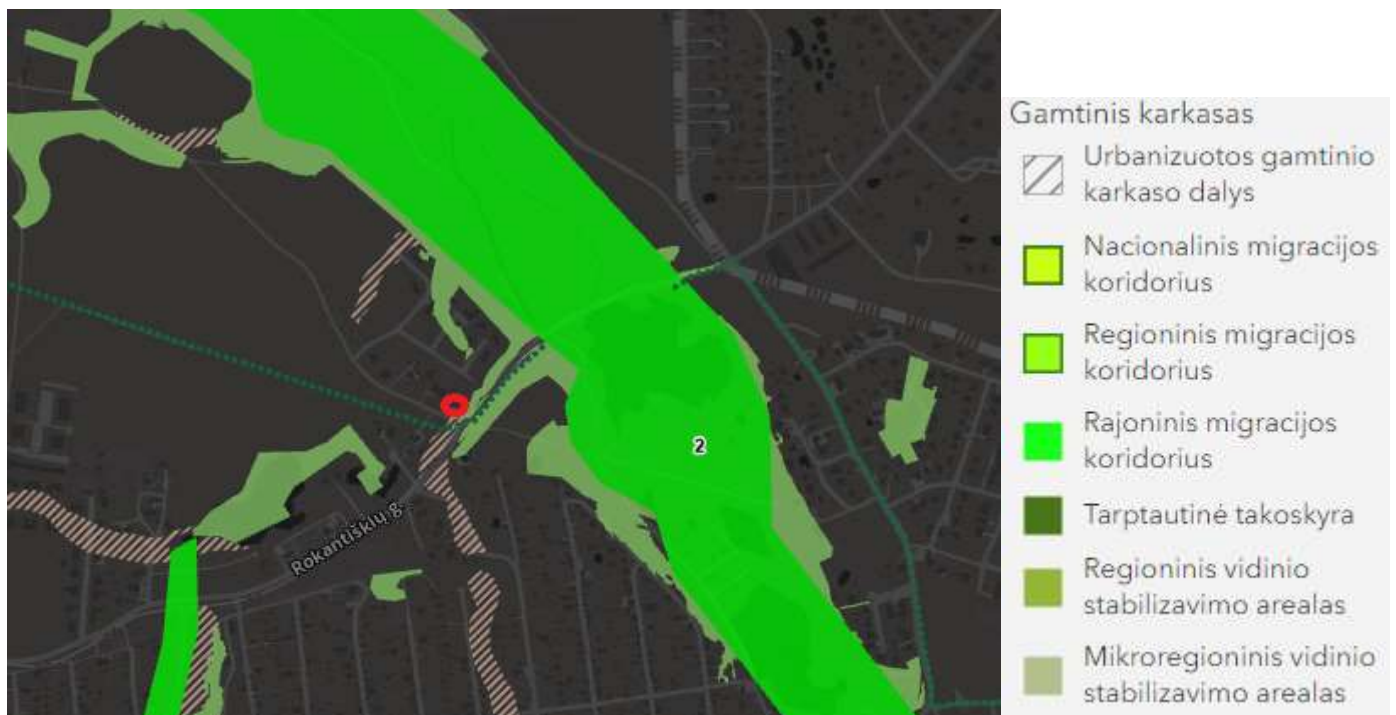 2
Rokantiškių g.
Gamtinis karkasas
Urbanizuotos gamtinio
karkaso dalys
Nacionalinis migracijos
koridorius
Regioninis migracijos
koridorius
Rajoninis migracijos
koridorius
Tarptautinė takoskyra
Regioninis vidinio
stabilizavimo arealas
Mikroregioninis vidinio
stabilizavimo arealas